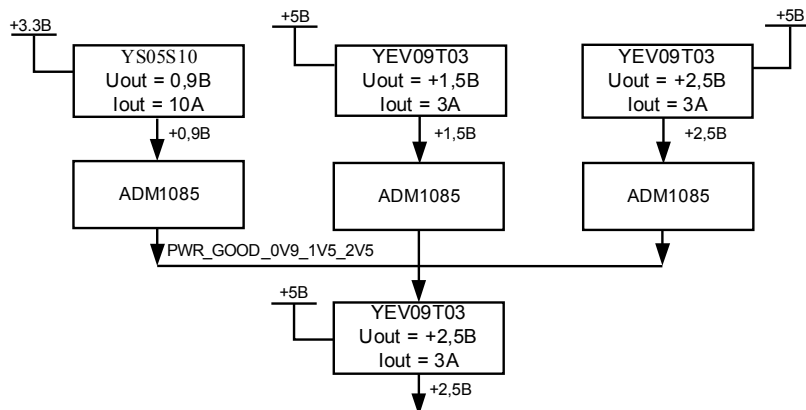 +3.3В
YS05S10
Uout = 0,9В
Iout = 10А
+5В
YEV09T03
Uout = +1,5В
Iout = 3А
+5В
YEV09T03
Uout = +2,5В
Iout = 3А
+0,9В
+1,5В
+2,5В
ADM1085
ADM1085
ADM1085
PWR_GOOD_0V9_1V5_2V5
+5В
YEV09T03
Uout = +2,5В
Iout = 3А
+2,5В